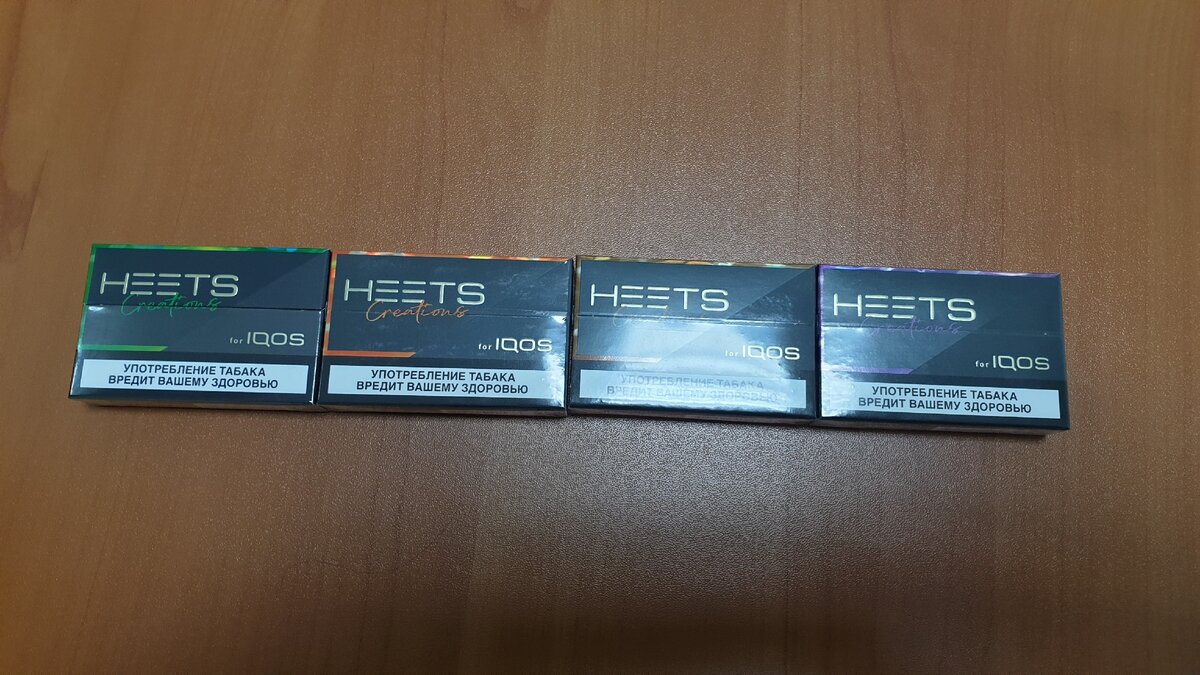 HEETS
Creations
for IQOS
УПОТРЕБЛЕНИЕ ТАБАКА
ВРЕДИТ ВАШЕМУ ЗДОРОВЬЮ
HEETS
Creations
for IQOS
УПОТРЕБЛЕНИЕ ТАБАКА
ВРЕДИТ ВАШЕМУ ЗДОРОВЬЮ
HEETS
Creations
for IQOS
УПОТРЕБЛЕНИЕ ТАБАКА
ВРЕДИТ ВАШЕМУ ЗДОРОВЬЮ
HEETS
Creations
for IQOS
УПОТРЕБЛЕНИЕ ТАБАКА
ВРЕДИТ ВАШЕМУ ЗДОРОВЬЮ